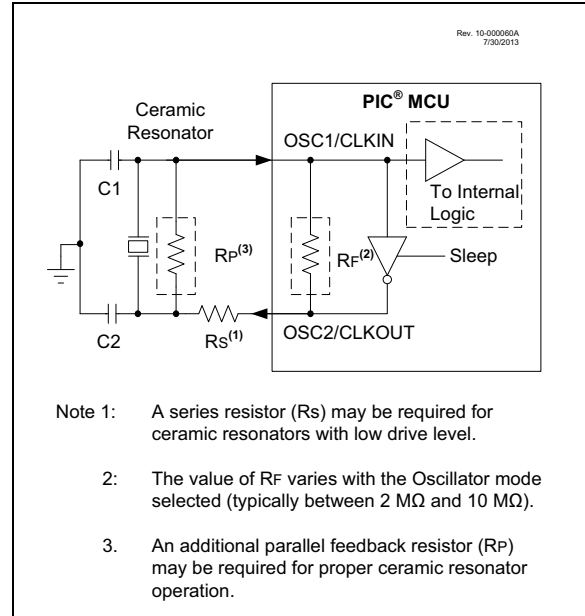 Rev. 10-000060A
7/30/2013
PIC® MCU
Ceramic
Resonator
OSC1/CLKIN
C1
To Internal
Logic
RP(3)
RF(2)
Sleep
C2
RS(1)
OSC2/CLKOUT
Note 1: A series resistor (Rs) may be required for
ceramic resonators with low drive level.
2: The value of RF varies with the Oscillator mode
selected (typically between 2 MΩ and 10 MΩ).
3. An additional parallel feedback resistor (RP)
may be required for proper ceramic resonator
operation.